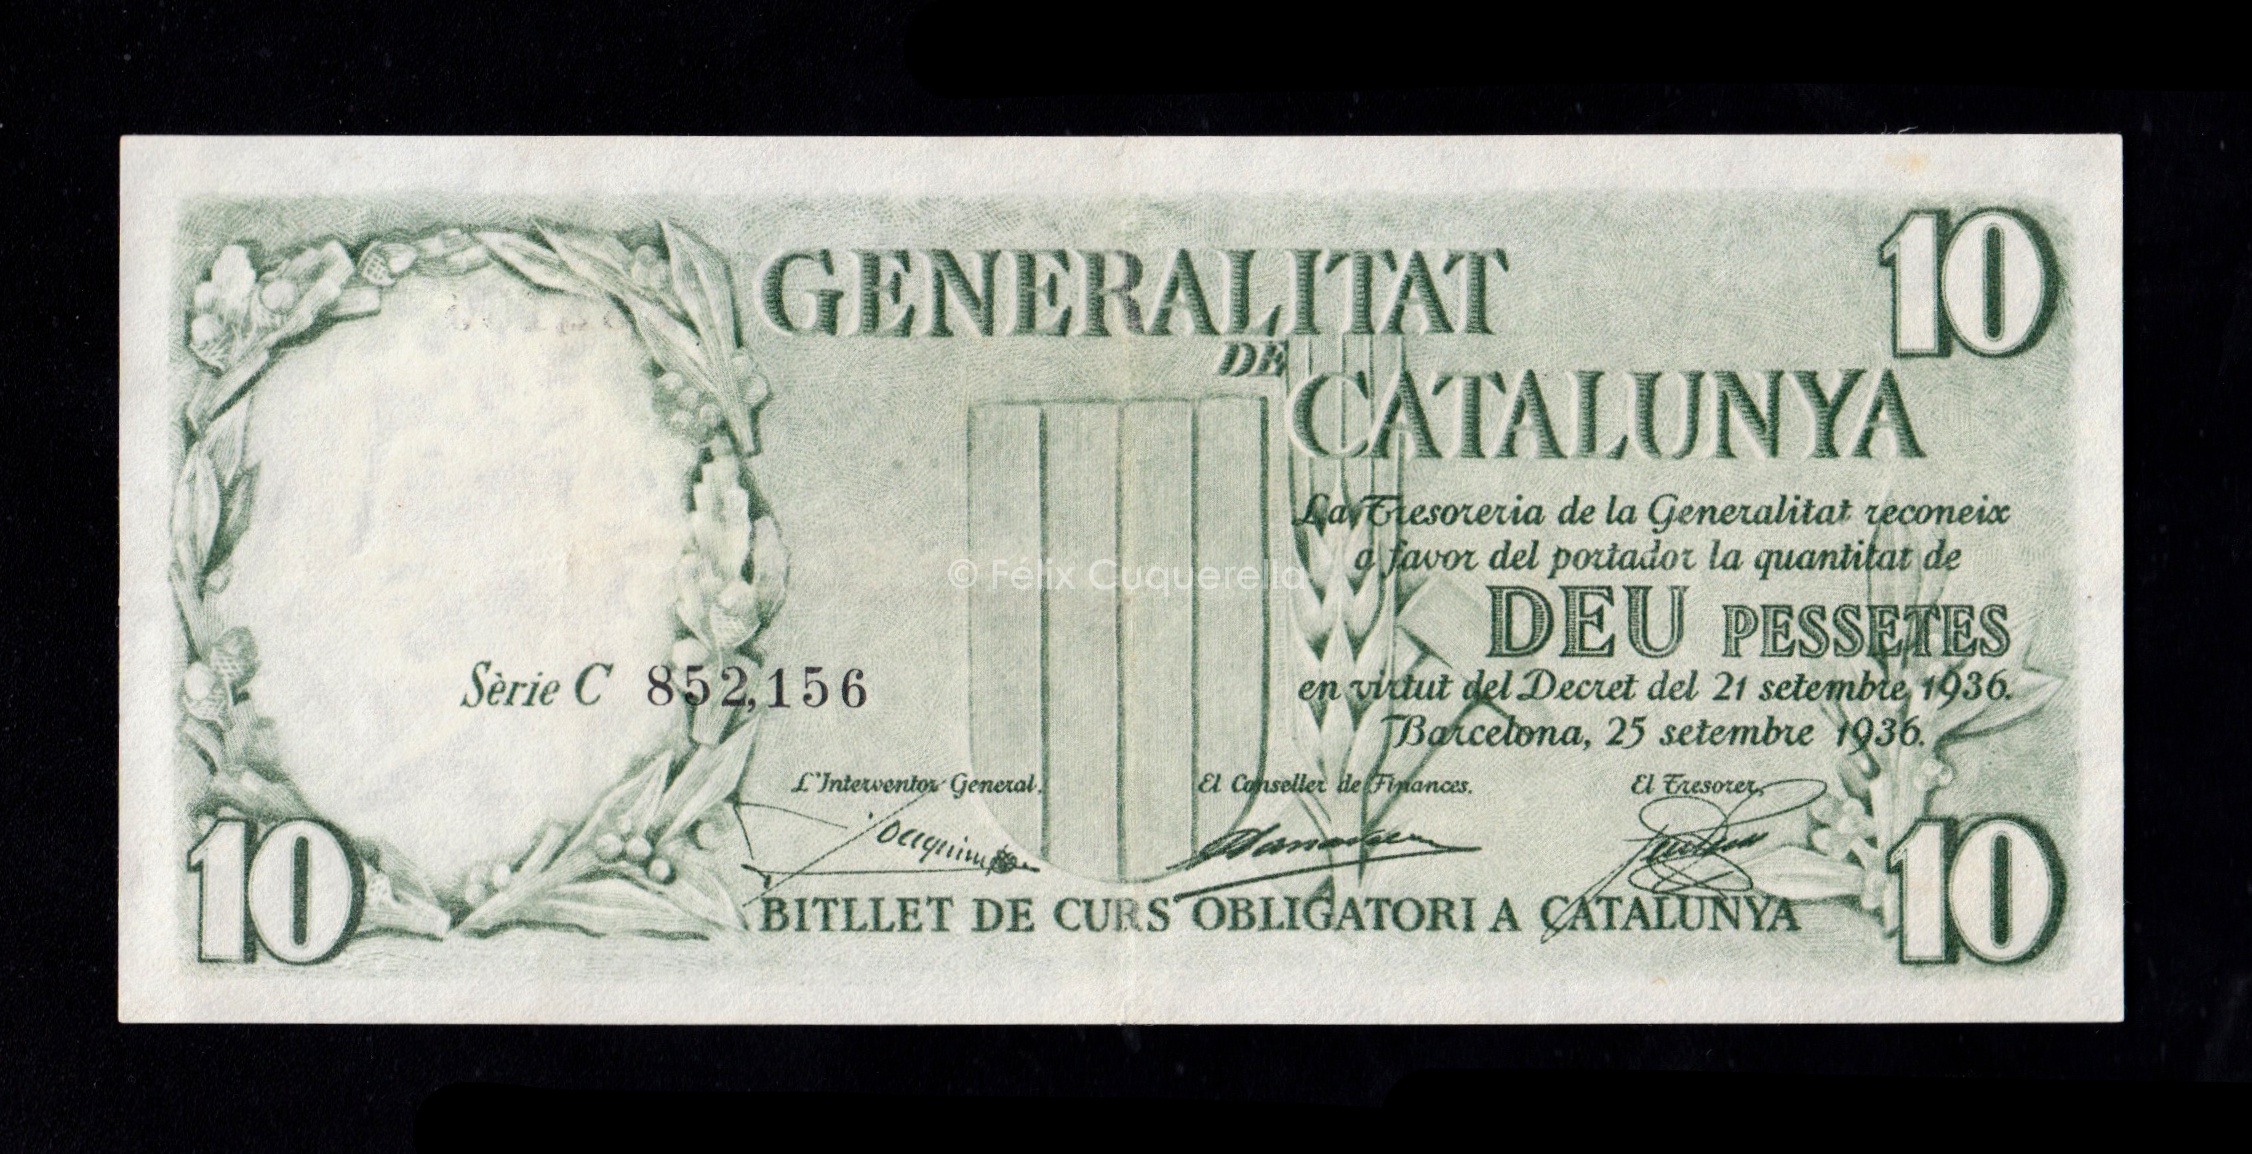 10
GENERALITAT
DE
CATALUNYA
La Tresoreria de la Generalitat reconeix
a favor del portador la quantitat de
© Fèlix Cuquerella
DEU PESSETES
Sèrie C 852,156
en virtut del Decret del 21 setembre 1936.
Barcelona, 25 setembre 1936.
L'Interventor General, El Conseller de Finances, El Tresorer,
10
BITLLET DE CURS OBLIGATORI A CATALUNYA
10